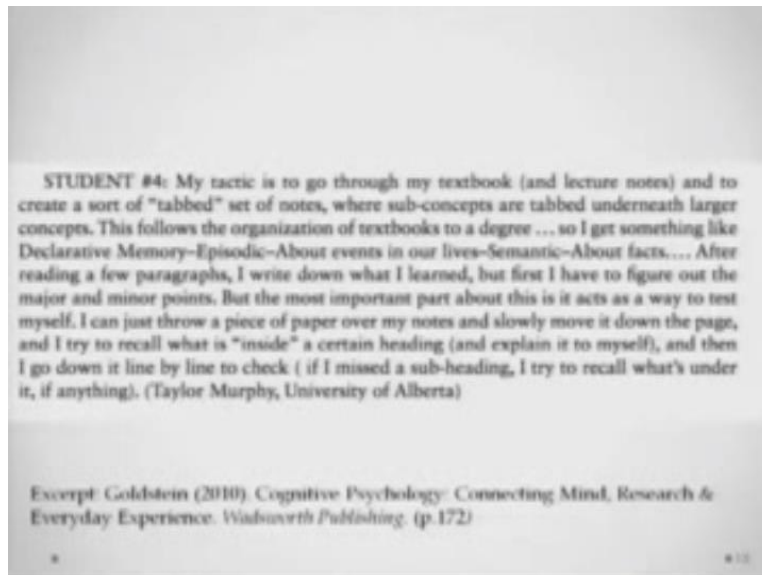 STUDENT #4: My tactic is to go through my textbook (and lecture notes) and to
create a sort of "tabbed" set of notes, where sub-concepts are tabbed underneath larger
concepts. This follows the organization of textbooks to a degree ... so I get something like
Declarative Memory–Episodic–About events in our lives–Semantic–About facts.... After
reading a few paragraphs, I write down what I learned, but first I have to figure out the
major and minor points. But the most important part about this is it acts as a way to test
myself. I can just throw a piece of paper over my notes and slowly move it down the page,
and I try to recall what is "inside" a certain heading (and explain it to myself), and then
I go down it line by line to check ( if I missed a sub-heading, I try to recall what's under
it, if anything). (Taylor Murphy, University of Alberta)
Excerpt: Goldstein (2010). Cognitive Psychology: Connecting Mind, Research &
Everyday Experience. Wadsworth Publishing. (p.172)